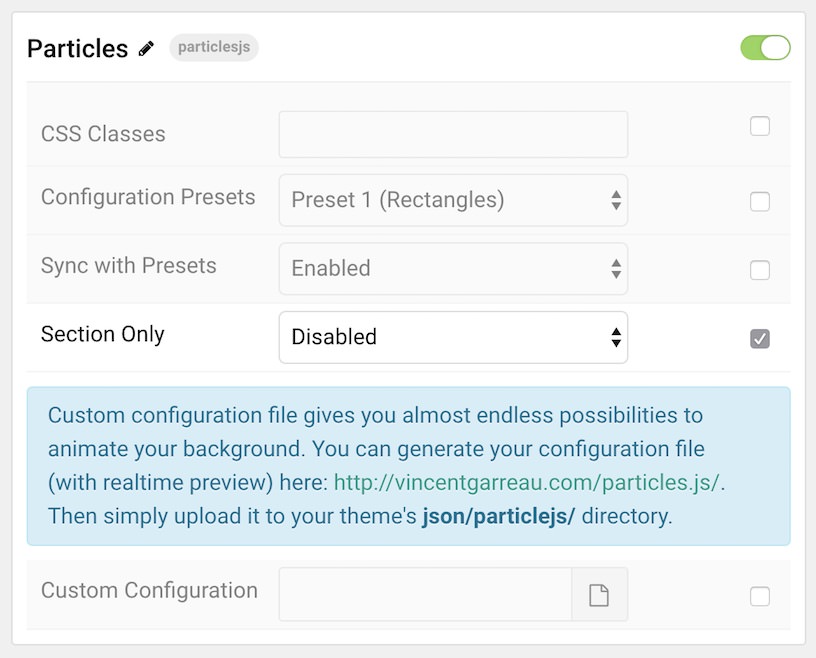 Particles particlesjs
CSS Classes
Configuration Presets Preset 1 (Rectangles)
Sync with Presets Enabled
Section Only Disabled
Custom configuration file gives you almost endless possibilities to
animate your background. You can generate your configuration file
(with realtime preview) here: http://vincentgarreau.com/particles.js/.
Then simply upload it to your theme's json/particlejs/ directory.
Custom Configuration